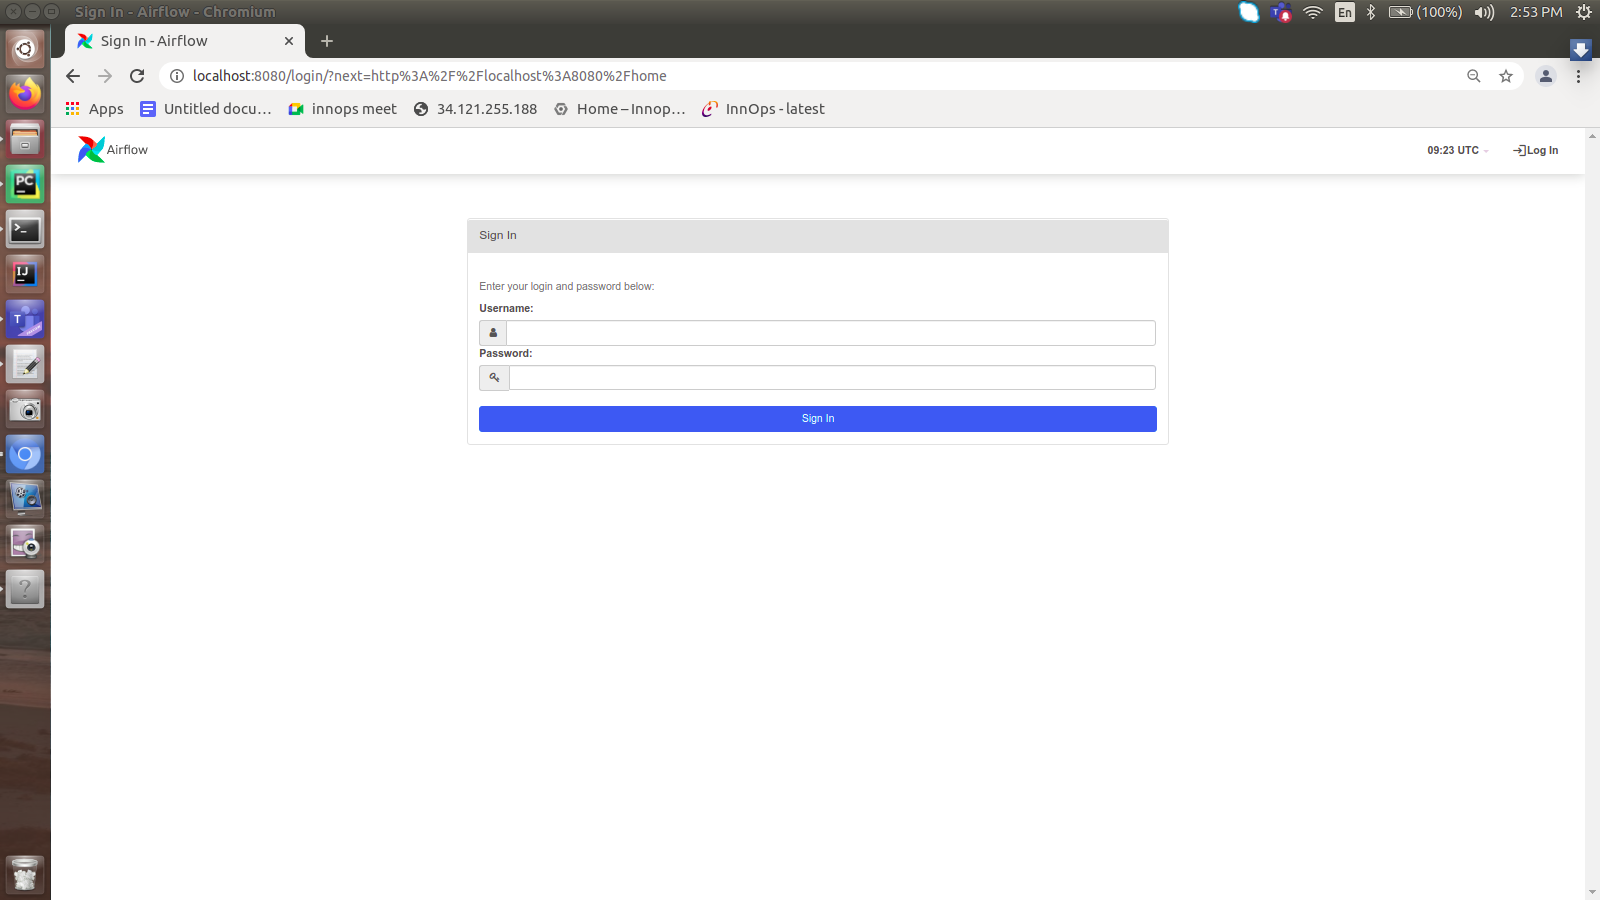 Sign In - Airflow - Chromium
En
(100%)
2:53 PM
Sign In - Airflow
localhost:8080/login/?next=http%3A%2F%2Flocalhost%3A8080%2Fhome
Apps
Untitled docu...
innops meet
34.121.255.188
Home – Innop...
InnOps - latest
Airflow
09:23 UTC
Log In
Sign In
Enter your login and password below:
Username:
Password:
Sign In
PC
IJ
T